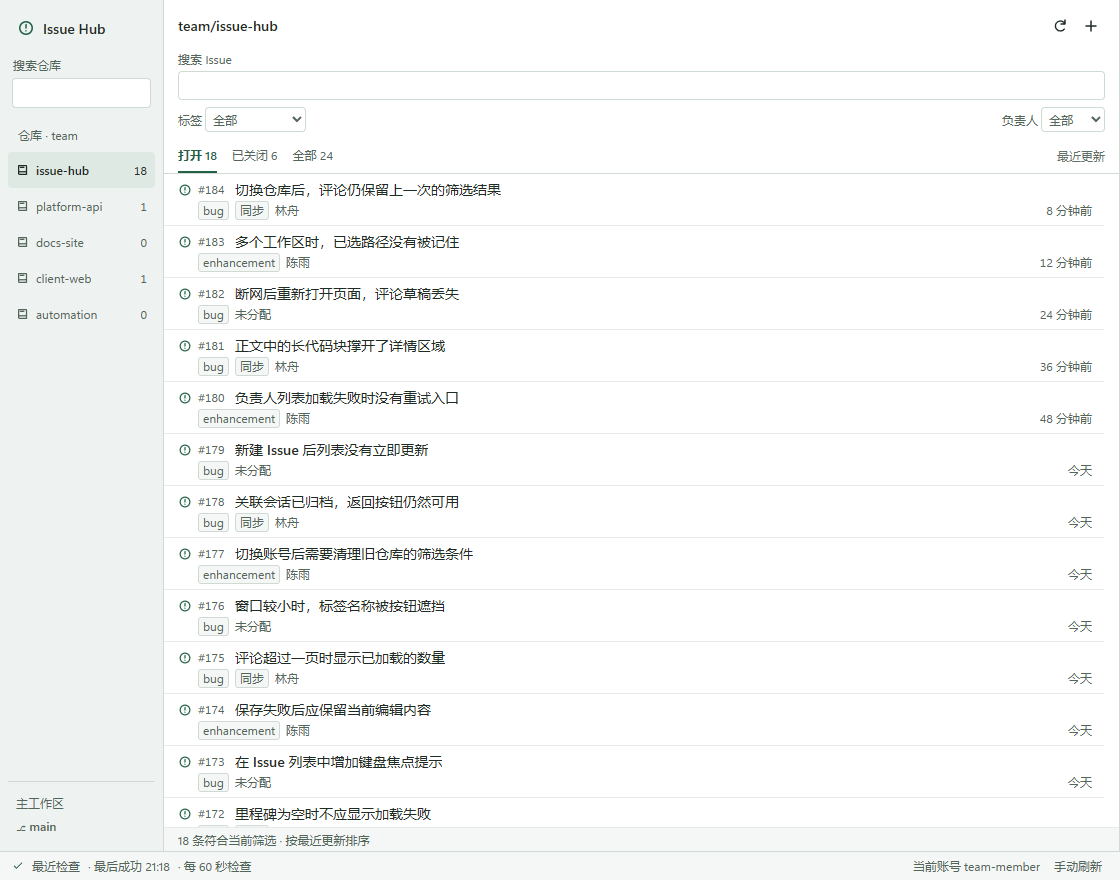 Issue Hub
搜索仓库
仓库 · team
issue-hub 18
platform-api 1
docs-site 0
client-web 1
automation 0
主工作区
main
team/issue-hub
搜索 Issue
标签 全部 负责人 全部
打开 18 已关闭 6 全部 24 最近更新
#184 切换仓库后，评论仍保留上一次的筛选结果
bug 同步 林舟 8 分钟前
#183 多个工作区时，已选路径没有被记住
enhancement 陈雨 12 分钟前
#182 断网后重新打开页面，评论草稿丢失
bug 未分配 24 分钟前
#181 正文中的长代码块撑开了详情区域
bug 同步 林舟 36 分钟前
#180 负责人列表加载失败时没有重试入口
enhancement 陈雨 48 分钟前
#179 新建 Issue 后列表没有立即更新
bug 未分配 今天
#178 关联会话已归档，返回按钮仍然可用
bug 同步 林舟 今天
#177 切换账号后需要清理旧仓库的筛选条件
enhancement 陈雨 今天
#176 窗口较小时，标签名称被按钮遮挡
bug 未分配 今天
#175 评论超过一页时显示已加载的数量
bug 同步 林舟 今天
#174 保存失败后应保留当前编辑内容
enhancement 陈雨 今天
#173 在 Issue 列表中增加键盘焦点提示
bug 未分配 今天
#172 里程碑为空时不应显示加载失败
18 条符合当前筛选 · 按最近更新排序
最近检查 · 最后成功 21:18 · 每 60 秒检查 当前账号 team-member 手动刷新